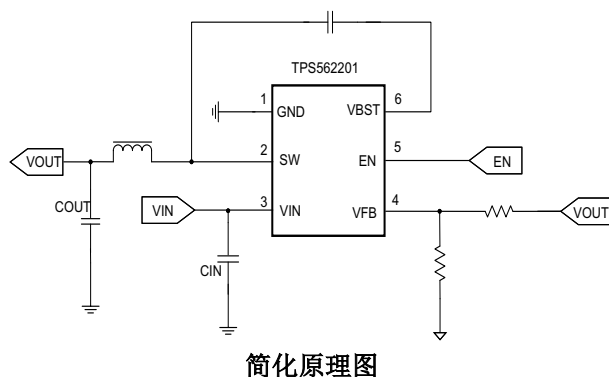 TPS562201
1
GND
VBST
6
VOUT
2
SW
EN
5
EN
COUT
VIN
3
VIN
VFB
4
VOUT
CIN
简化原理图